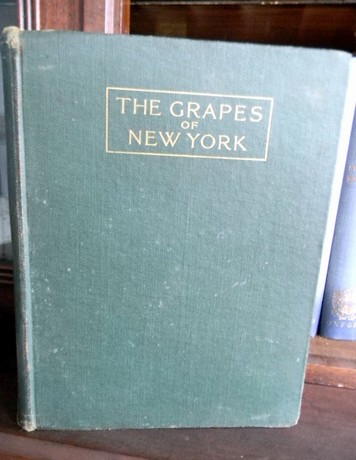 THE GRAPES
OF
NEW YORK